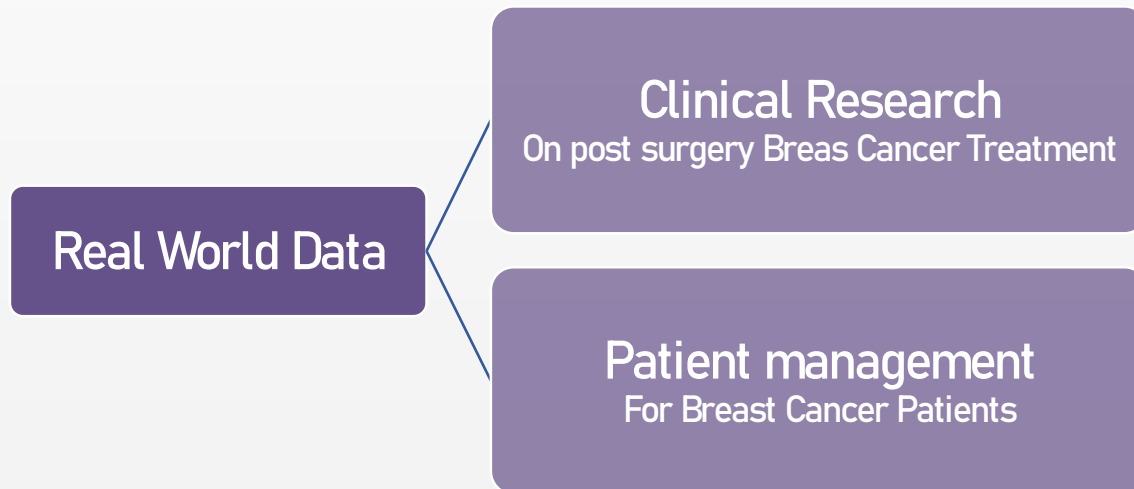 Clinical Research
On post surgery Breas Cancer Treatment
Real World Data
Patient management
For Breast Cancer Patients